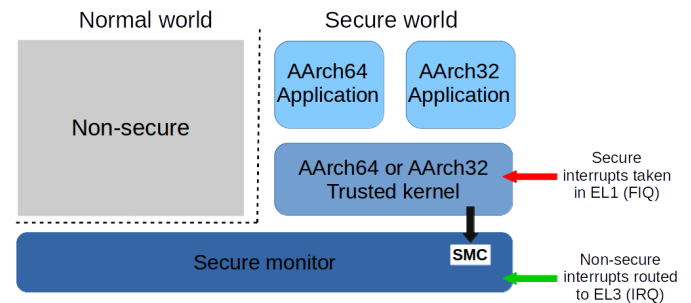 Normal world
Secure world
Non-secure
AArch64
Application
AArch32
Application
AArch64 or AArch32
Trusted kernel
Secure
interrupts taken
in EL1 (FIQ)
SMC
Secure monitor
Non-secure
interrupts routed
to EL3 (IRQ)